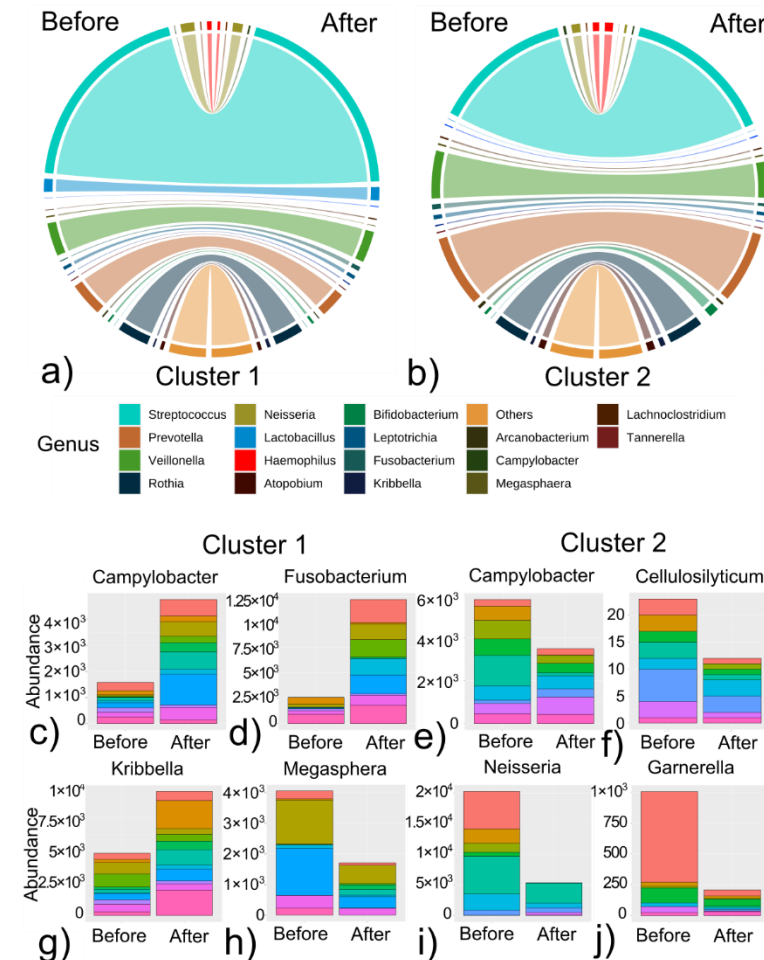 Before After Before After
a) Cluster 1 b) Cluster 2
Genus
Streptococcus Neisseria Bifidobacterium Others Lachnoclostridium
Prevotella Lactobacillus Leptotrichia Arcanobacterium Tannerella
Veillonella Haemophilus Fusobacterium Campylobacter
Rothia Atopobium Kribbella Megasphaera
Cluster 1 Cluster 2
Campylobacter Fusobacterium Campylobacter Cellulosilyticum
Abundance
4×10³
3×10³
2×10³
1×10³
0
c) Before After
1.25×10⁴
1×10⁴
7.5×10³
5×10³
2.5×10³
0
d) Before After
6×10³
4×10³
2×10³
0
e) Before After
20
15
10
5
0
f) Before After
Kribbella Megasphera Neisseria Garnerella
Abundance
1×10⁴
7.5×10³
5×10³
2.5×10³
0
g) Before After
4×10³
3×10³
2×10³
1×10³
0
h) Before After
2×10⁴
1.5×10⁴
1×10⁴
5×10³
0
i) Before After
1000
750
500
250
0
j) Before After